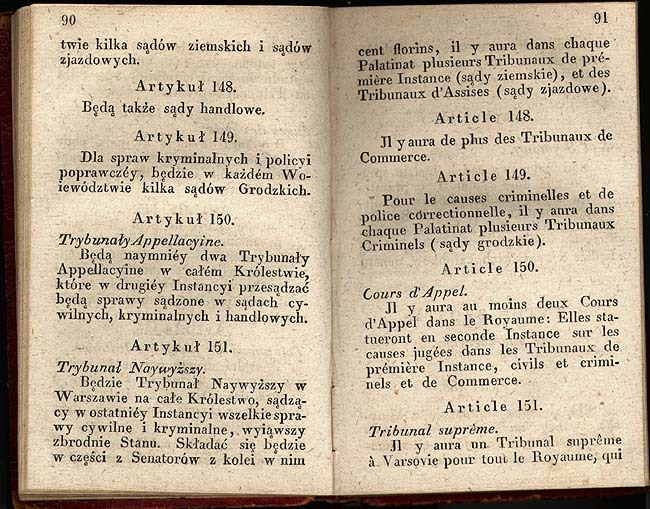 90
twie kilka sądów ziemskich i sądów
zjazdowych.
Artykuł 148.
Będą także sądy handlowe.
Artykuł 149.
Dla spraw kryminalnych i policyi
poprawczéy, będzie w każdém Wo-
iewództwie kilka sądów Grodzkich.
Artykuł 150.
Trybunały Appellacyine.
Będą naymniéy dwa Trybunały
Appellacyine w całém Królestwie,
które w drugiéy Instancyi przesądzać
będą sprawy sądzone w sądach cy-
wilnych, kryminalnych i handlowych.
Artykuł 151.
Trybunał Naywyższy.
Będzie Trybunał Naywyższy w
Warszawie na całe Królestwo, sądzą-
cy w ostatniéy Instancyi wszelkie spra-
wy cywilne i kryminalne, wyiąwszy
zbrodnie Stanu. Składać się będzie
w części z Senatorów z kolei w nim
91
cent florins, il y aura dans chaque
Palatinat plusieurs Tribunaux de pré-
mière Instance (sądy ziemskie), et des
Tribunaux d'Assises (sądy zjazdowe).
Article 148.
Jl y aura de plus des Tribunaux de
Commerce.
Article 149.
Pour le causes criminelles et de
police córrectionnelle, il y aura dans
chaque Palatinat plusieurs Tribunaux
Criminels (sądy grodzkie).
Article 150.
Cours d'Appel.
Jl y aura au moins deux Cours
d'Appel dans le Royaume: Elles sta-
tueront en seconde Instance sur les
causes jugées dans les Tribunaux de
prémière Instance, civils et crimi-
nels et de Commerce.
Article 151.
Tribunal suprême.
Jl y aura un Tribunal suprême
à Varsovie pour tout le Royaume, qui